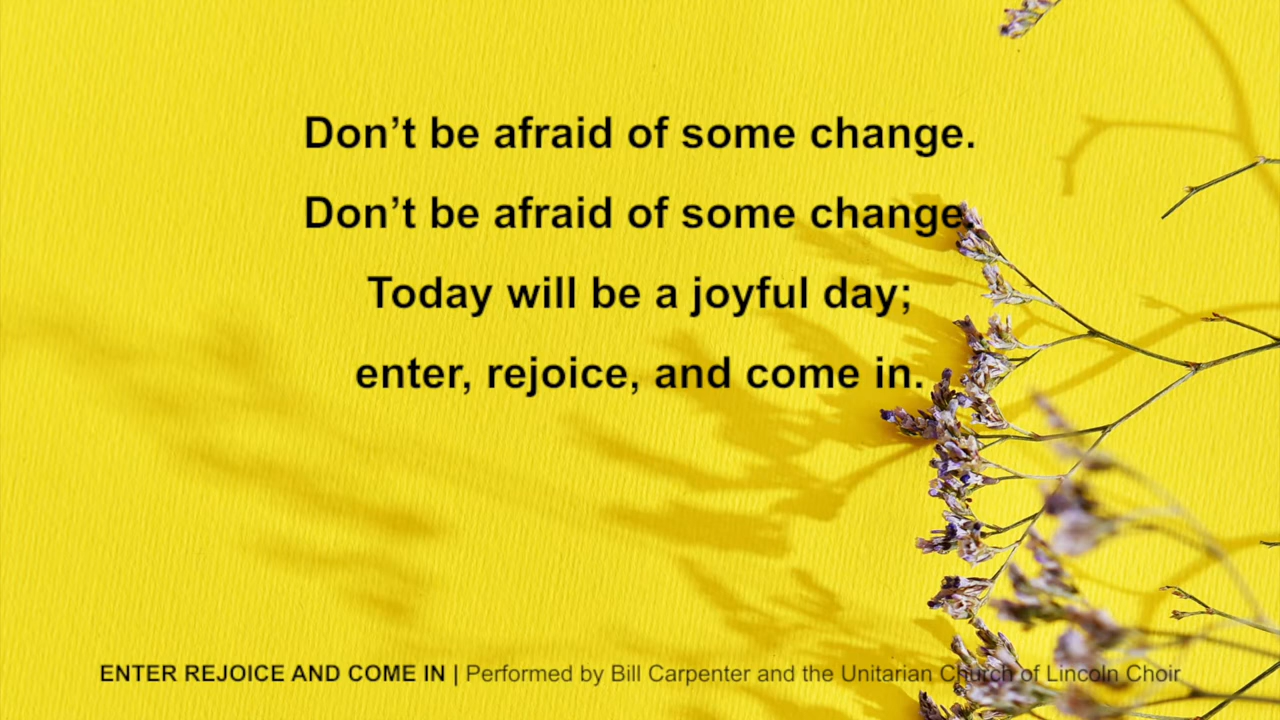 Don’t be afraid of some change.
Don’t be afraid of some change.
Today will be a joyful day;
enter, rejoice, and come in.
ENTER REJOICE AND COME IN | Performed by Bill Carpenter and the Unitarian Church of Lincoln Choir